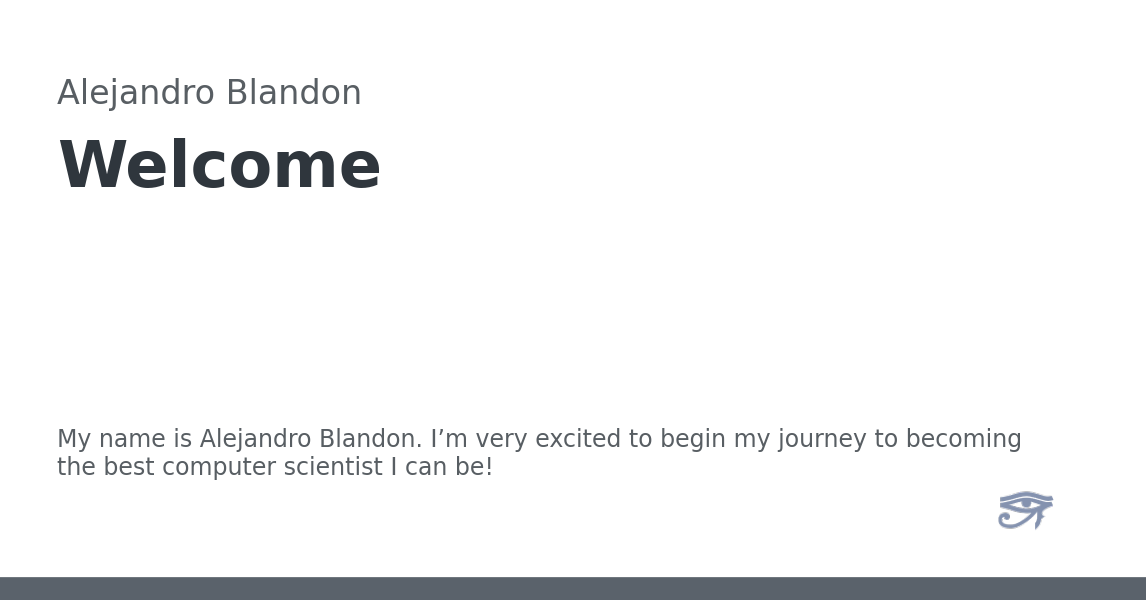 Alejandro Blandon
Welcome
My name is Alejandro Blandon. I’m very excited to begin my journey to becoming
the best computer scientist I can be!